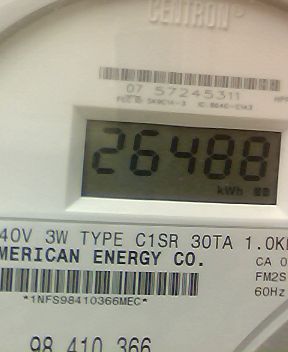 CENTRON®
07 57245311
26488
kWh
40V 3W TYPE C1SR 30TA 1.0K
MERICAN ENERGY CO.
CA 0
FM2S
60Hz
*1NFS98410366MEC*
98 410 366